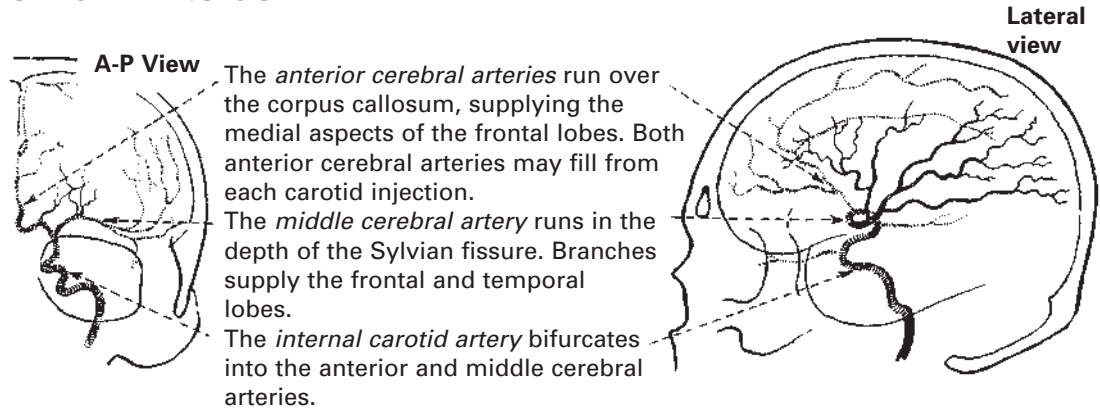 Lateral
view
A-P View
The anterior cerebral arteries run over
the corpus callosum, supplying the
medial aspects of the frontal lobes. Both
anterior cerebral arteries may fill from
each carotid injection.
The middle cerebral artery runs in the
depth of the Sylvian fissure. Branches
supply the frontal and temporal
lobes.
The internal carotid artery bifurcates
into the anterior and middle cerebral
arteries.